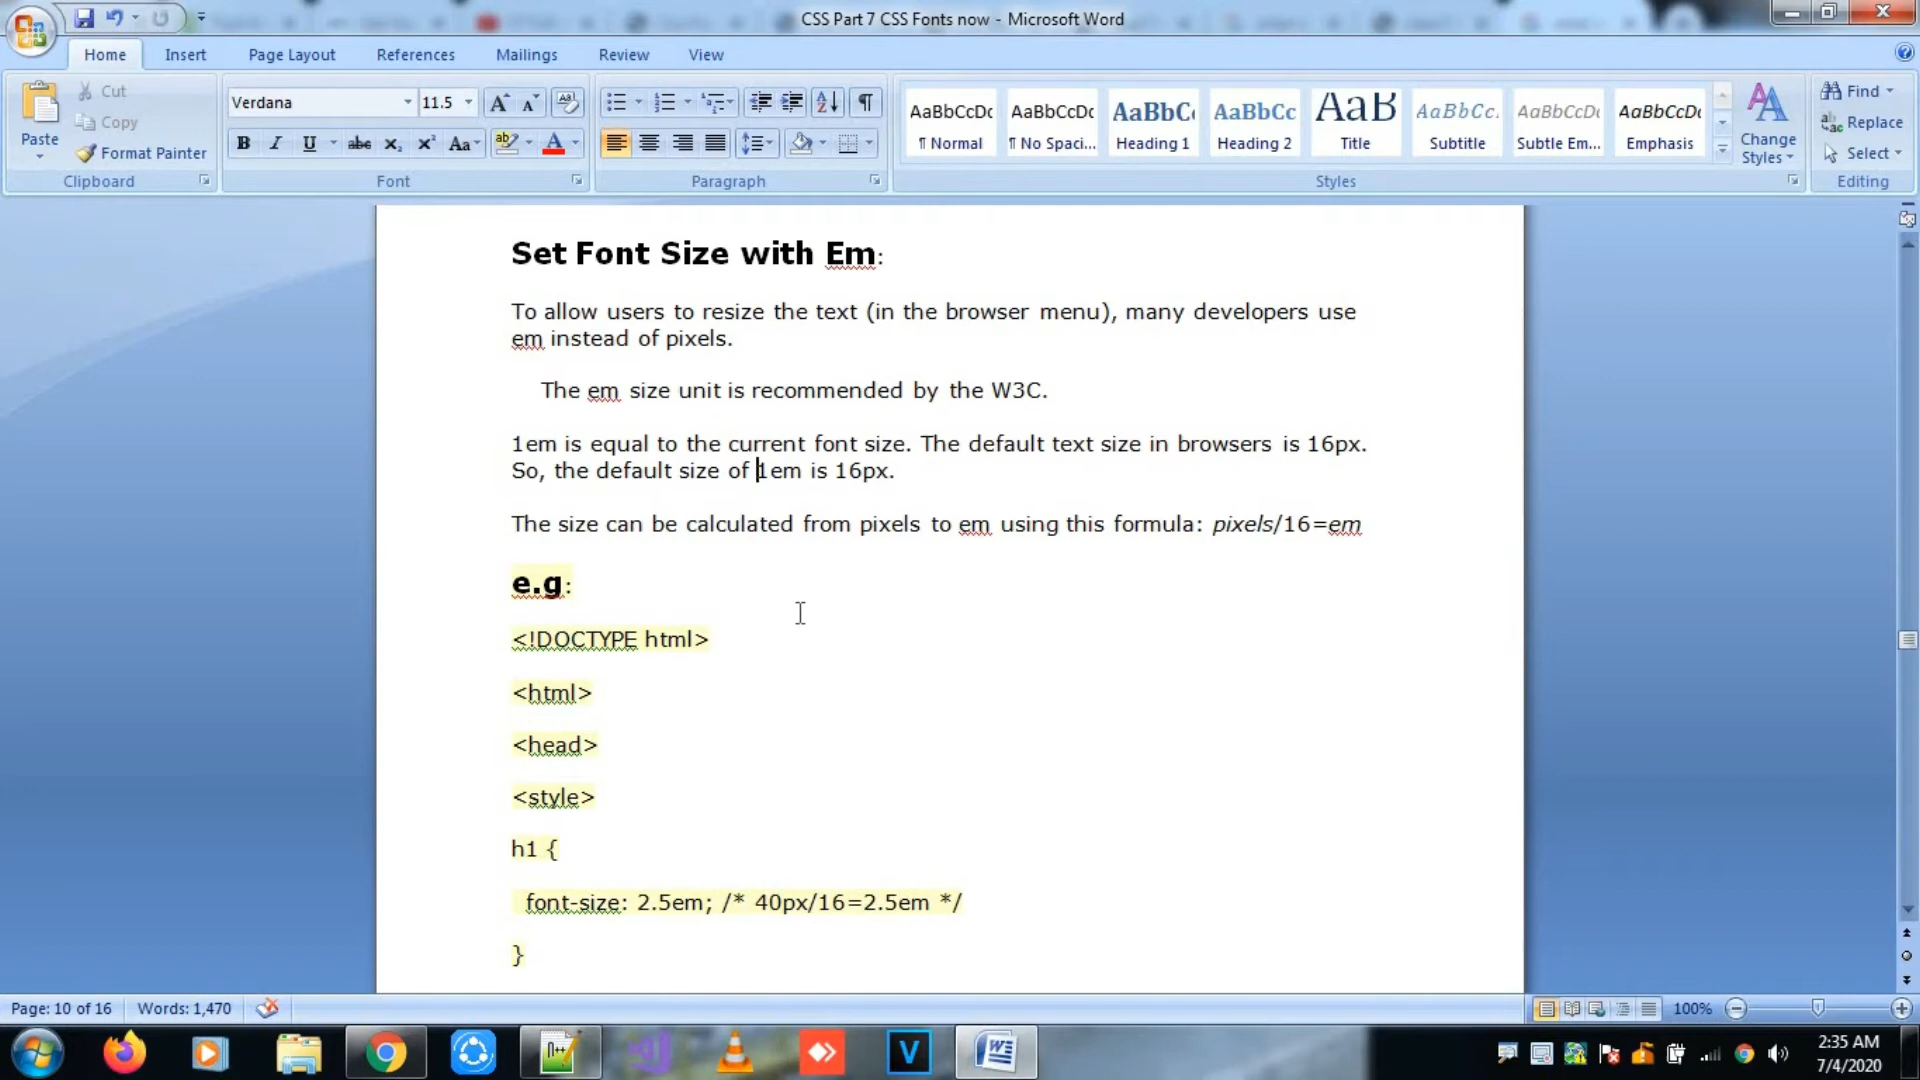 CSS Part 7 CSS Fonts now - Microsoft Word
Home Insert Page Layout References Mailings Review View
Paste
Cut
Copy
Format Painter
Clipboard
Verdana 11.5
B I U abc x₂ x² Aa
Font
Paragraph
AaBbCcDc AaBbCcDc AaBbC AaBbCc AaB AaBbCc. AaBbCcDc AaBbCcDc
¶ Normal ¶ No Spaci... Heading 1 Heading 2 Title Subtitle Subtle Em... Emphasis
Change Styles
Styles
Find
Replace
Select
Editing
Set Font Size with Em:
To allow users to resize the text (in the browser menu), many developers use
em instead of pixels.
The em size unit is recommended by the W3C.
1em is equal to the current font size. The default text size in browsers is 16px.
So, the default size of 1em is 16px.
The size can be calculated from pixels to em using this formula: pixels/16=em
e.g:
<!DOCTYPE html>
<html>
<head>
<style>
h1 {
font-size: 2.5em; /* 40px/16=2.5em */
}
Page: 10 of 16 Words: 1,470 100%
2:35 AM
7/4/2020